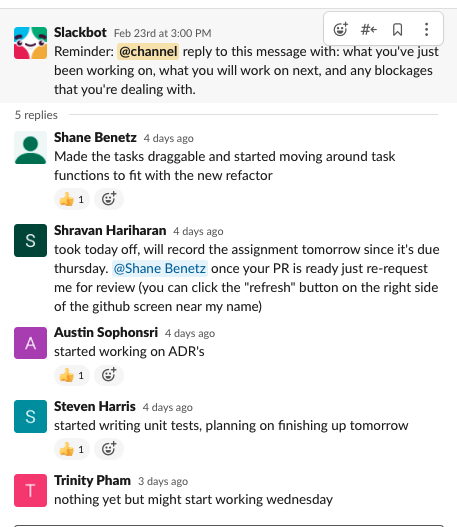 Slackbot Feb 23rd at 3:00 PM
Reminder: @channel reply to this message with: what you've just
been working on, what you will work on next, and any blockages
that you're dealing with.
5 replies
Shane Benetz 4 days ago
Made the tasks draggable and started moving around task
functions to fit with the new refactor
1
S
Shravan Hariharan 4 days ago
took today off, will record the assignment tomorrow since it's due
thursday. @Shane Benetz once your PR is ready just re-request
me for review (you can click the "refresh" button on the right side
of the github screen near my name)
A
Austin Sophonsri 4 days ago
started working on ADR's
1
S
Steven Harris 4 days ago
started writing unit tests, planning on finishing up tomorrow
1
T
Trinity Pham 3 days ago
nothing yet but might start working wednesday